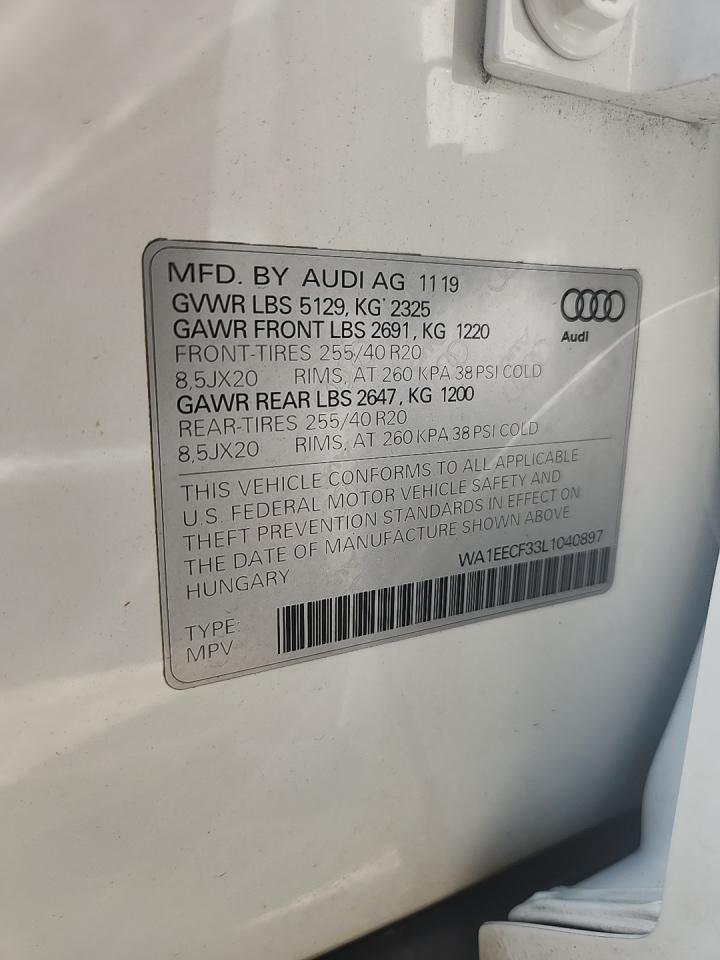 MFD. BY AUDI AG 11 19
GVWR LBS 5129, KG 2325
GAWR FRONT LBS 2691, KG 1220
FRONT-TIRES 255/40 R20
8,5JX20 RIMS, AT 260 KPA 38 PSI COLD
GAWR REAR LBS 2647, KG 1200
REAR-TIRES 255/40 R20
8,5JX20 RIMS, AT 260 KPA 38 PSI COLD
Audi
THIS VEHICLE CONFORMS TO ALL APPLICABLE
U.S. FEDERAL MOTOR VEHICLE SAFETY AND
THEFT PREVENTION STANDARDS IN EFFECT ON
THE DATE OF MANUFACTURE SHOWN ABOVE
HUNGARY
WA1EECF33L1040897
TYPE:
MPV